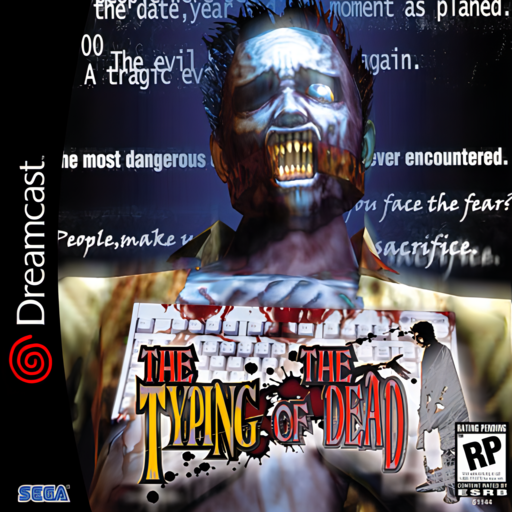 the date,year moment as planed.
00 The evil again.
A tragic ev
he most dangerous ever encountered.
ou face the fear?
People,make sacrifice.
Dreamcast
THE TYPING OF THE DEAD
SEGA
RATING PENDING
RP
CONTENT RATED BY
ESRB
51144